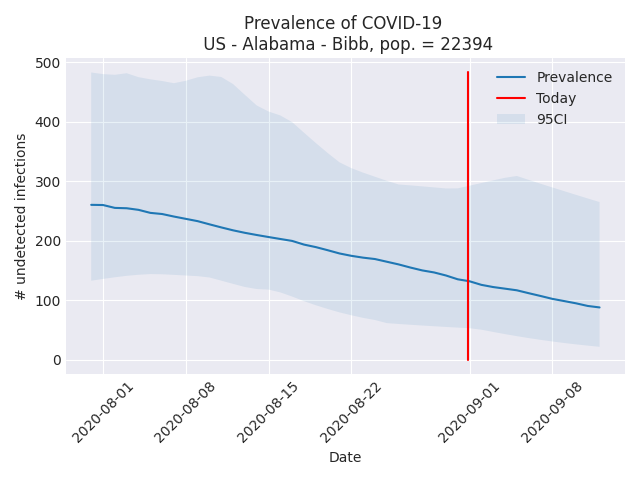 Prevalence of COVID-19
US - Alabama - Bibb, pop. = 22394
500
400
300
200
100
0
# undetected infections
Prevalence
Today
95CI
2020-08-01
2020-08-08
2020-08-15
2020-08-22
2020-09-01
2020-09-08
Date